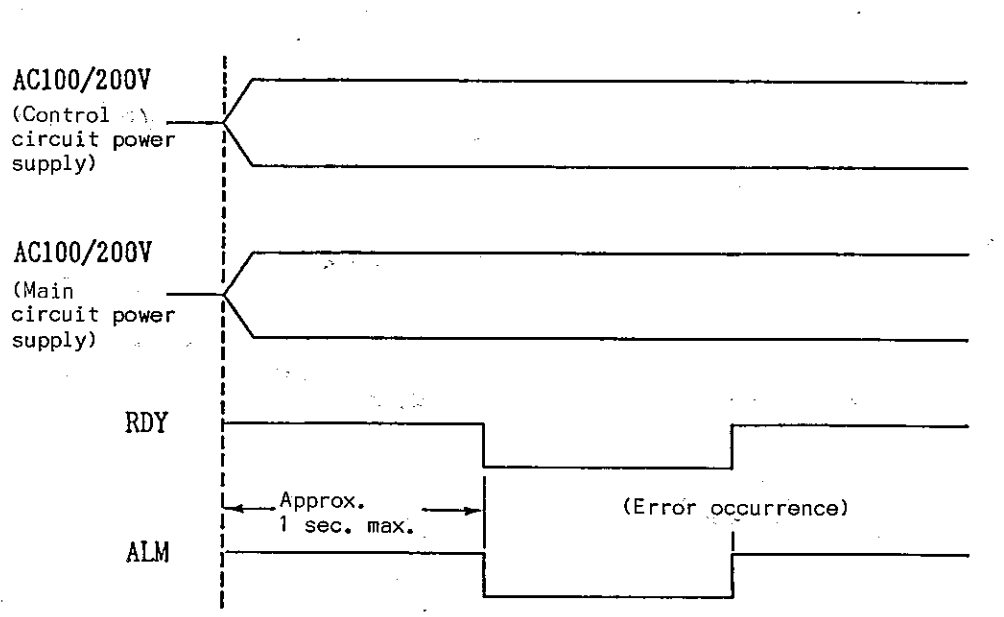 AC100/200V
(Control
circuit power
supply)
AC100/200V
(Main
circuit power
supply)
RDY
Approx.
1 sec. max.
(Error occurrence)
ALM